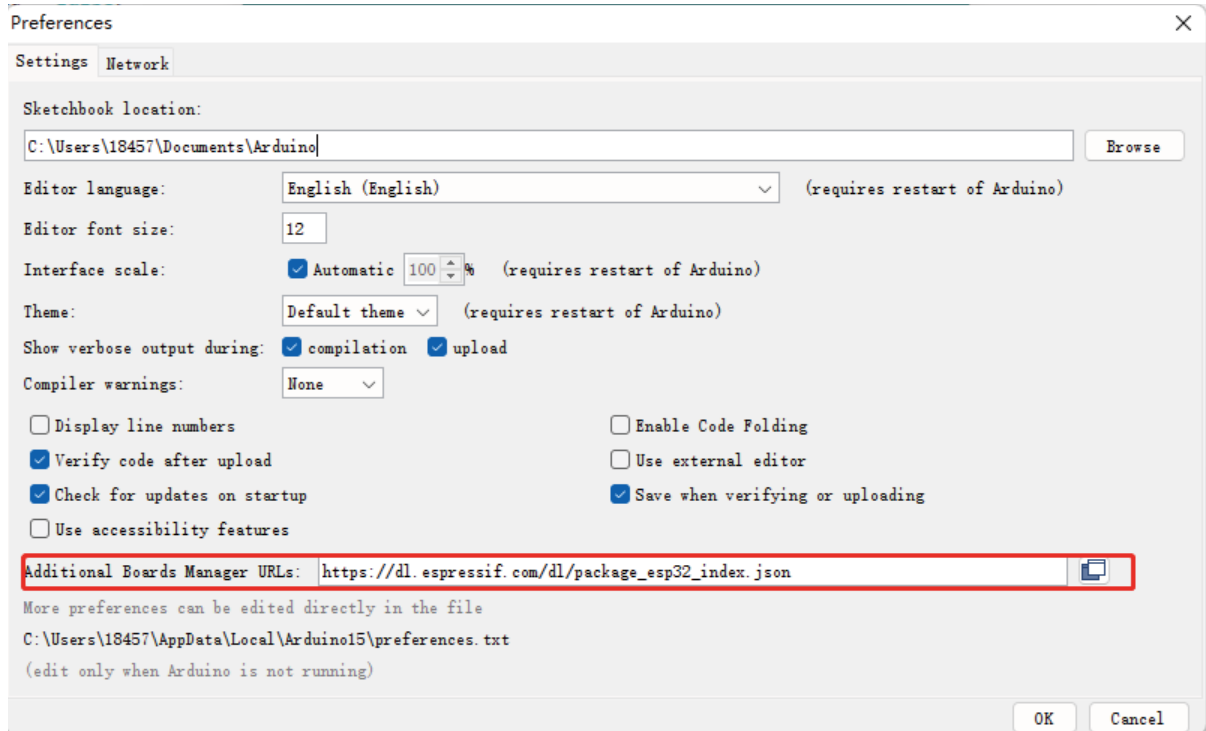 Preferences
Settings Network
Sketchbook location:
C:\Users\18457\Documents\Arduino Browse
Editor language: English (English) (requires restart of Arduino)
Editor font size: 12
Interface scale: Automatic 100 % (requires restart of Arduino)
Theme: Default theme (requires restart of Arduino)
Show verbose output during: compilation upload
Compiler warnings: None
Display line numbers Enable Code Folding
Verify code after upload Use external editor
Check for updates on startup Save when verifying or uploading
Use accessibility features
Additional Boards Manager URLs: https://dl.espressif.com/dl/package_esp32_index.json
More preferences can be edited directly in the file
C:\Users\18457\AppData\Local\Arduino15\preferences.txt
(edit only when Arduino is not running)
OK Cancel